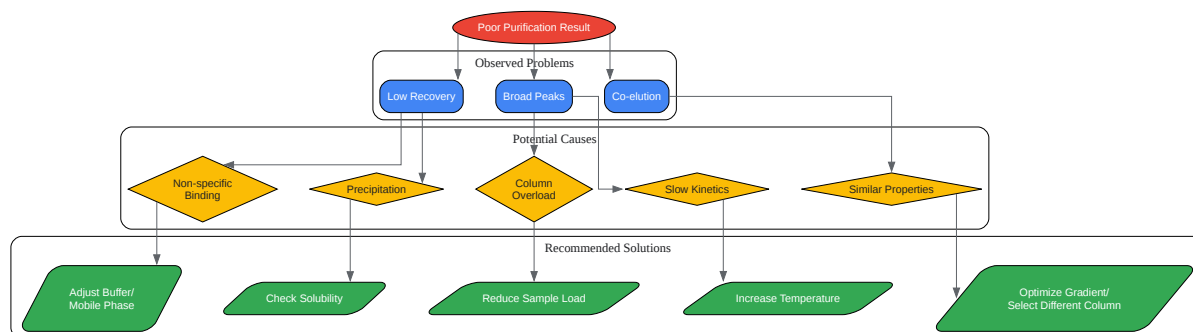 Poor Purification Result
Observed Problems
Low Recovery
Broad Peaks
Co-elution
Potential Causes
Non-specific
Binding
Precipitation
Column
Overload
Slow Kinetics
Similar Properties
Recommended Solutions
Adjust Buffer/
Mobile Phase
Check Solubility
Reduce Sample Load
Increase Temperature
Optimize Gradient/
Select Different Column